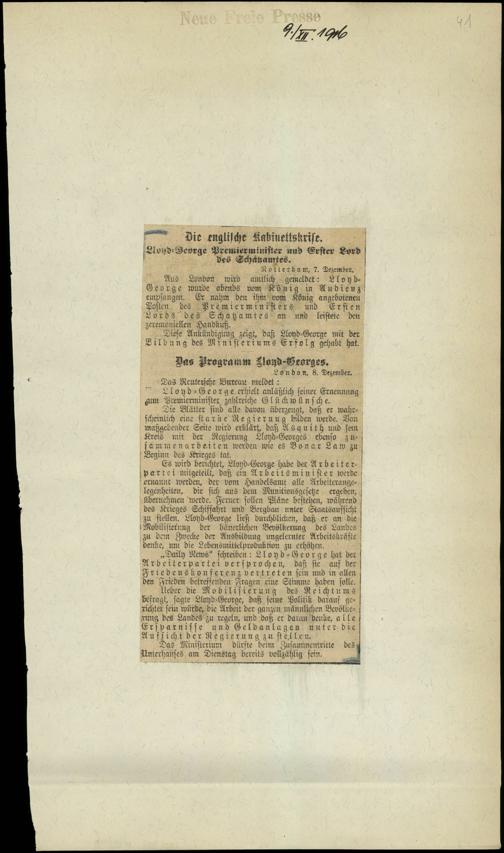 Neue Freie Presse
9./XII. 1916
41
Die englische Kabinettskrise.
Lloyd-George Premierminister und Erster Lord
des Schatzamtes.
Rotterdam, 7. Dezember.
Aus London wird amtlich gemeldet: Lloyd-
George wurde abends vom König in Audienz
empfangen. Er nahm den ihm vom König angebotenen
Posten des Premierministers und Ersten
Lords des Schatzamtes an und leistete den
zeremoniellen Handkuß.
Diese Ankündigung zeigt, daß Lloyd-George mit der
Bildung des Ministeriums Erfolg gehabt hat.
Das Programm Lloyd-Georges.
London, 8. Dezember.
Das Reutersche Bureau meldet:
Lloyd-George erhielt anläßlich seiner Ernennung
zum Premierminister zahlreiche Glückwünsche.
Die Blätter sind alle davon überzeugt, daß er wahr-
scheinlich eine starke Regierung bilden werde. Von
maßgebender Seite wird erklärt, daß Asquith und sein
Kreis mit der Regierung Lloyd-Georges ebenso zu-
sammenarbeiten werden wie es Bonar Law zu
Beginn des Krieges tat.
Es wird berichtet, Lloyd-George habe der Arbeiter-
partei mitgeteilt, daß ein Arbeitsminister werde
ernannt werden, der vom Handelsamt alle Arbeiterange-
legenheiten, die sich aus dem Munitionsgesetz ergeben,
übernehmen werde. Ferner sollen Pläne bestehen, während
des Krieges Schiffahrt und Bergbau unter Staatsaufsicht
zu stellen. Lloyd-George ließ durchblicken, daß er an die
Mobilisierung der bäuerlichen Bevölkerung des Landes
zu dem Zwecke der Ausbildung ungelernter Arbeitskräfte
denke, um die Lebensmittelproduktion zu erhöhen.
„Daily News" schreiben: Lloyd-George hat der
Arbeiterpartei versprochen, daß sie auf der
Friedenskonferenz vertreten sein und in allen
den Frieden betreffenden Fragen eine Stimme haben solle.
Ueber die Mobilisierung des Reichtums
befragt, sagte Lloyd-George, daß seine Politik darauf ge-
richtet sein würde, die Arbeit der ganzen männlichen Bevölke-
rung des Landes zu regeln, und daß er daran denke, alle
Ersparnisse und Geldanlagen unter die
Aufsicht der Regierung zu stellen.
Das Ministerium dürfte beim Zusammentritte des
Unterhauses am Dienstag bereits vollzählig sein.